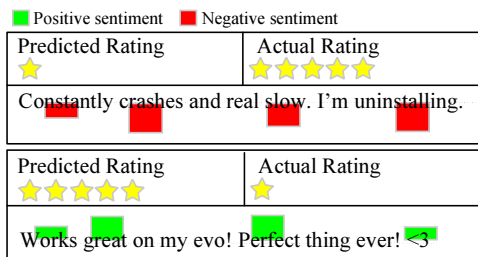 Positive sentiment Negative sentiment
Predicted Rating Actual Rating
Constantly crashes and real slow. I'm uninstalling.
Predicted Rating Actual Rating
Works great on my evo! Perfect thing ever! <3